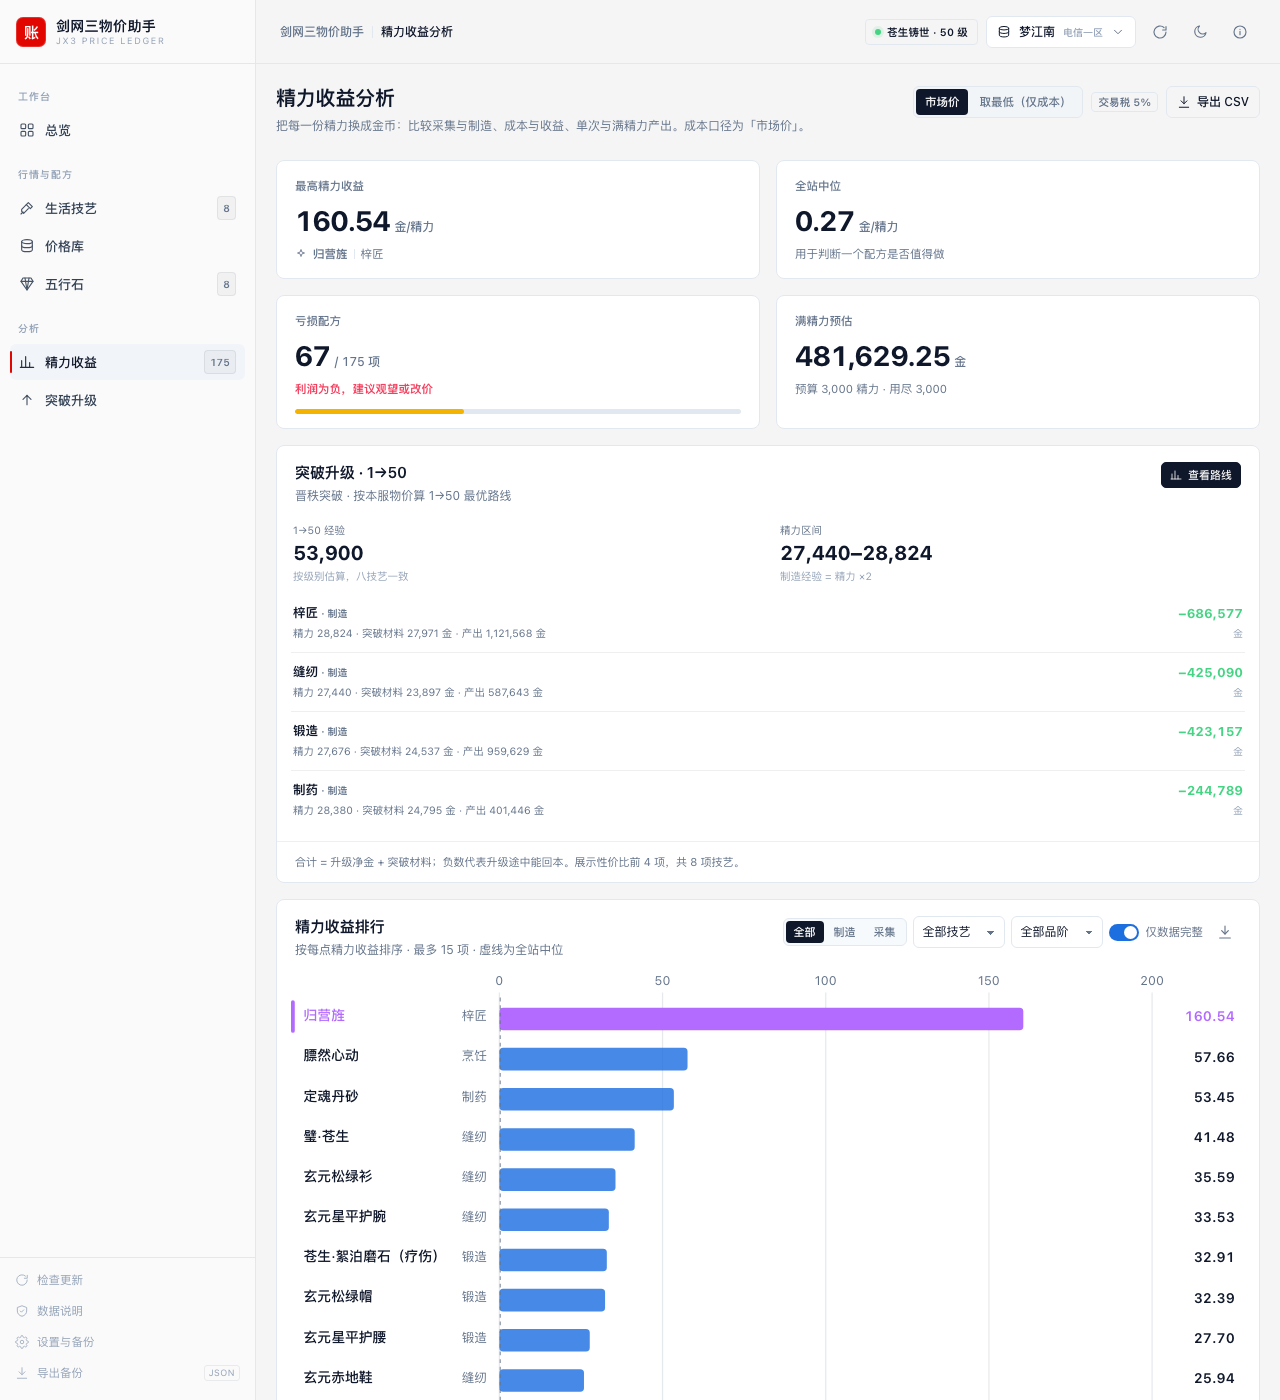 账
剑网三物价助手
JX3 PRICE LEDGER
工作台
总览
行情与配方
生活技艺 8
价格库
五行石 8
分析
精力收益 175
突破升级
检查更新
数据说明
设置与备份
导出备份 JSON
剑网三物价助手 精力收益分析
苍生铸世 · 50 级 梦江南 电信一区
精力收益分析
市场价 取最低（仅成本） 交易税 5% 导出 CSV
把每一份精力换成金币：比较采集与制造、成本与收益、单次与满精力产出。成本口径为「市场价」。
最高精力收益
160.54 金/精力
归营旌 梓匠
全站中位
0.27 金/精力
用于判断一个配方是否值得做
亏损配方
67 / 175 项
利润为负，建议观望或改价
满精力预估
481,629.25 金
预算 3,000 精力 · 用尽 3,000
突破升级 · 1→50
晋秩突破 · 按本服物价算 1→50 最优路线
查看路线
1→50 经验
53,900
按级别估算，八技艺一致
精力区间
27,440–28,824
制造经验 = 精力 ×2
梓匠 · 制造
精力 28,824 · 突破材料 27,971 金 · 产出 1,121,568 金
−686,577
金
缝纫 · 制造
精力 27,440 · 突破材料 23,897 金 · 产出 587,643 金
−425,090
金
锻造 · 制造
精力 27,676 · 突破材料 24,537 金 · 产出 959,629 金
−423,157
金
制药 · 制造
精力 28,380 · 突破材料 24,795 金 · 产出 401,446 金
−244,789
金
合计 = 升级净金 + 突破材料；负数代表升级途中能回本。展示性价比前 4 项，共 8 项技艺。
精力收益排行
按每点精力收益排序 · 最多 15 项 · 虚线为全站中位
全部 制造 采集 全部技艺 全部品阶 仅数据完整
0 50 100 150 200
归营旌 梓匠 160.54
膘然心动 烹饪 57.66
定魂丹砂 制药 53.45
璧·苍生 缝纫 41.48
玄元松绿衫 缝纫 35.59
玄元星平护腕 缝纫 33.53
苍生·絮泊磨石（疗伤） 锻造 32.91
玄元松绿帽 锻造 32.39
玄元星平护腰 锻造 27.70
玄元赤地鞋 缝纫 25.94